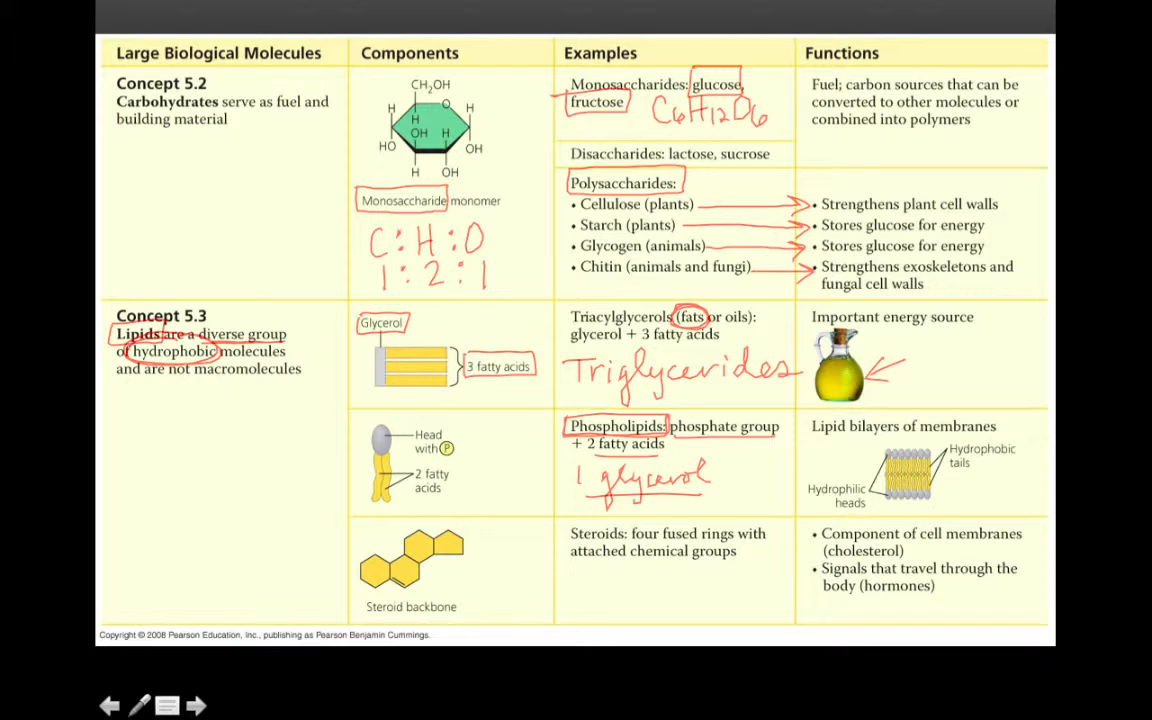 Large Biological Molecules
Components
Examples
Functions
Concept 5.2
Carbohydrates serve as fuel and
building material
CH₂OH
H
O
H
H
OH
H
HO
OH
H
OH
Monosaccharide monomer
C:H:O
1:2:1
Monosaccharides: glucose,
fructose
C6H12O6
Disaccharides: lactose, sucrose
Polysaccharides:
• Cellulose (plants)
• Starch (plants)
• Glycogen (animals)
• Chitin (animals and fungi)
Fuel; carbon sources that can be
converted to other molecules or
combined into polymers
• Strengthens plant cell walls
• Stores glucose for energy
• Stores glucose for energy
• Strengthens exoskeletons and
fungal cell walls
Concept 5.3
Lipids are a diverse group
of hydrophobic molecules
and are not macromolecules
Glycerol
3 fatty acids
Triacylglycerols (fats or oils):
glycerol + 3 fatty acids
Triglycerides
Important energy source
Head
with P
2 fatty
acids
Phospholipids: phosphate group
+ 2 fatty acids
1 glycerol
Lipid bilayers of membranes
Hydrophobic
tails
Hydrophilic
heads
Steroid backbone
Steroids: four fused rings with
attached chemical groups
• Component of cell membranes
(cholesterol)
• Signals that travel through the
body (hormones)
Copyright © 2008 Pearson Education, Inc., publishing as Pearson Benjamin Cummings.